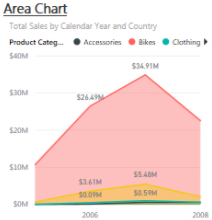 Area Chart
Total Sales by Calendar Year and Country
Product Categ... Accessories Bikes Clothing
$40M
$34.91M
$30M
$26.49M
$20M
$10M
$3.61M
$5.48M
$0.09M
$0.59M
$0M
2006
2008